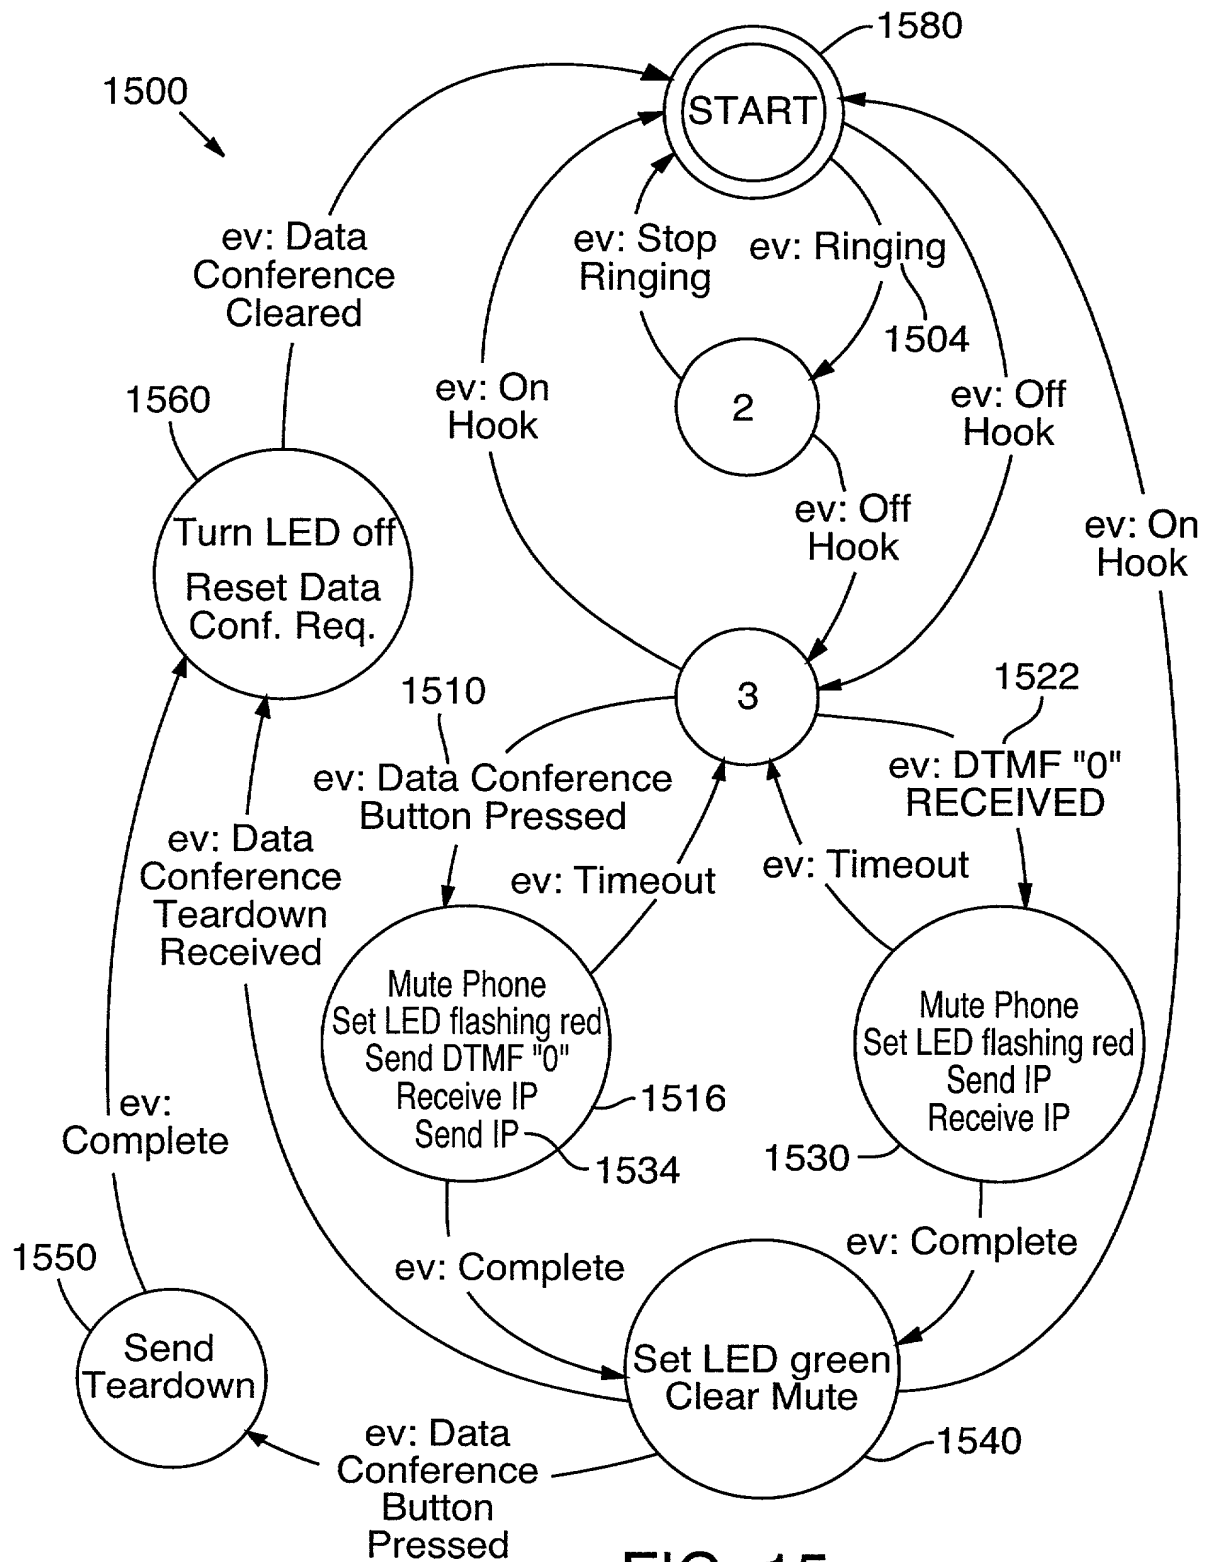 1580
1500
START
ev: Data
Conference
Cleared
ev: Stop
Ringing
ev: Ringing
1504
1560
ev: On
Hook
2
ev: Off
Hook
ev: Off
Hook
ev: On
Hook
Turn LED off
Reset Data
Conf. Req.
3
1510
1522
ev: Data Conference
Button Pressed
ev: DTMF "0"
RECEIVED
ev: Data
Conference
Teardown
Received
ev: Timeout
ev: Timeout
Mute Phone
Set LED flashing red
Send DTMF "0"
Receive IP
Send IP
1516
1534
Mute Phone
Set LED flashing red
Send IP
Receive IP
1530
ev:
Complete
ev: Complete
ev: Complete
1550
Send
Teardown
Set LED green
Clear Mute
1540
ev: Data
Conference
Button
Pressed
FIG. 15